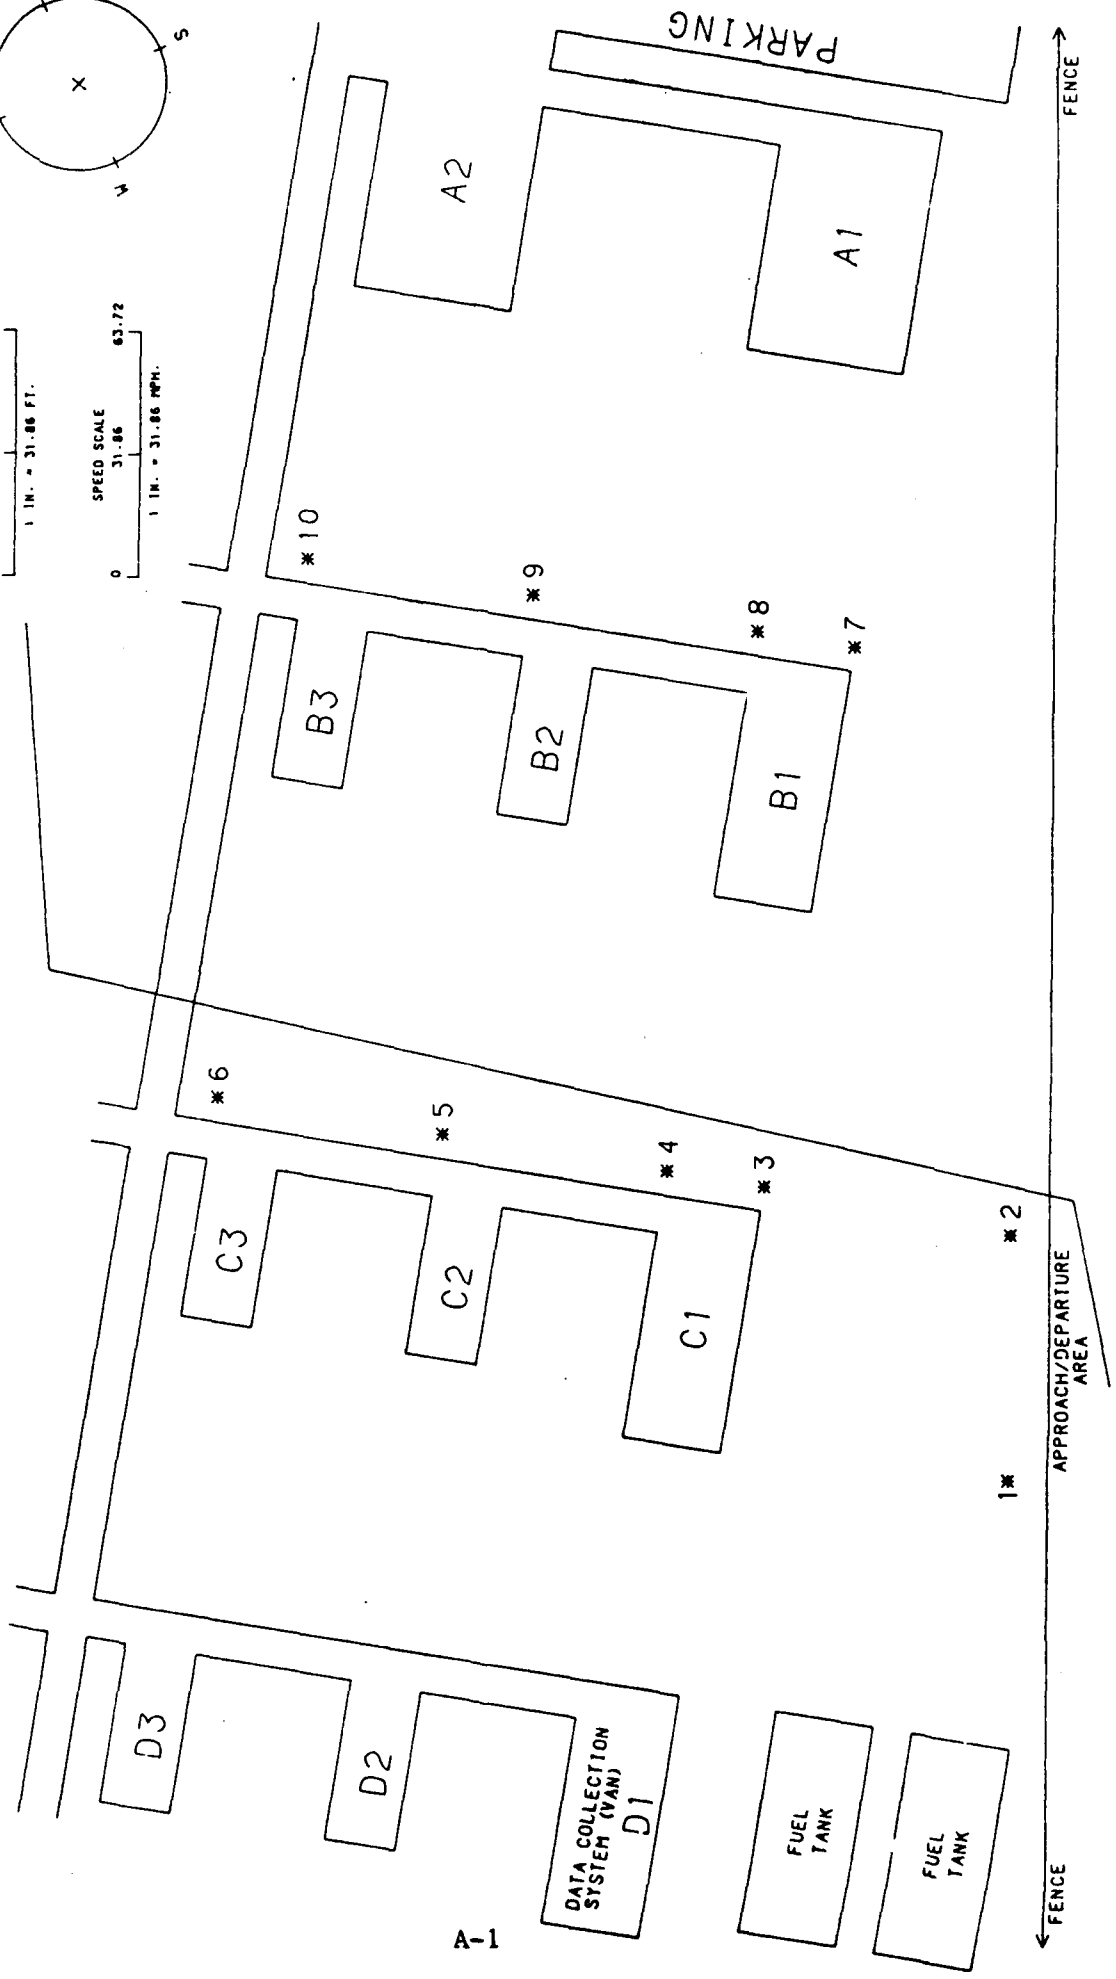 S
W
1 IN. = 31.86 FT.
SPEED SCALE
0 31.86 63.72
1 IN. = 31.86 MPH.
PARKING
A2
A1
FENCE
*10
*9
*8
*7
B3
B2
B1
*6
*5
*4
*3
*2
1*
C3
C2
C1
APPROACH/DEPARTURE
AREA
D3
D2
DATA COLLECTION
SYSTEM (VAN)
D1
FUEL
TANK
FUEL
TANK
FENCE
A-1